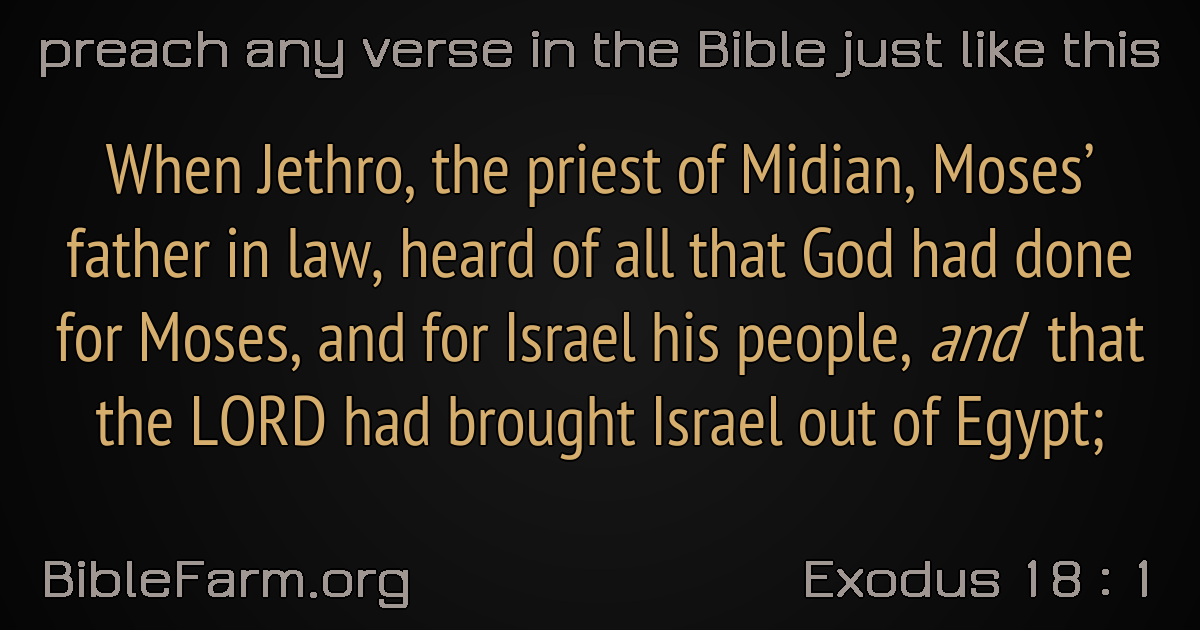 preach any verse in the Bible just like this
When Jethro, the priest of Midian, Moses’
father in law, heard of all that God had done
for Moses, and for Israel his people, and that
the LORD had brought Israel out of Egypt;
BibleFarm.org
Exodus 18 : 1